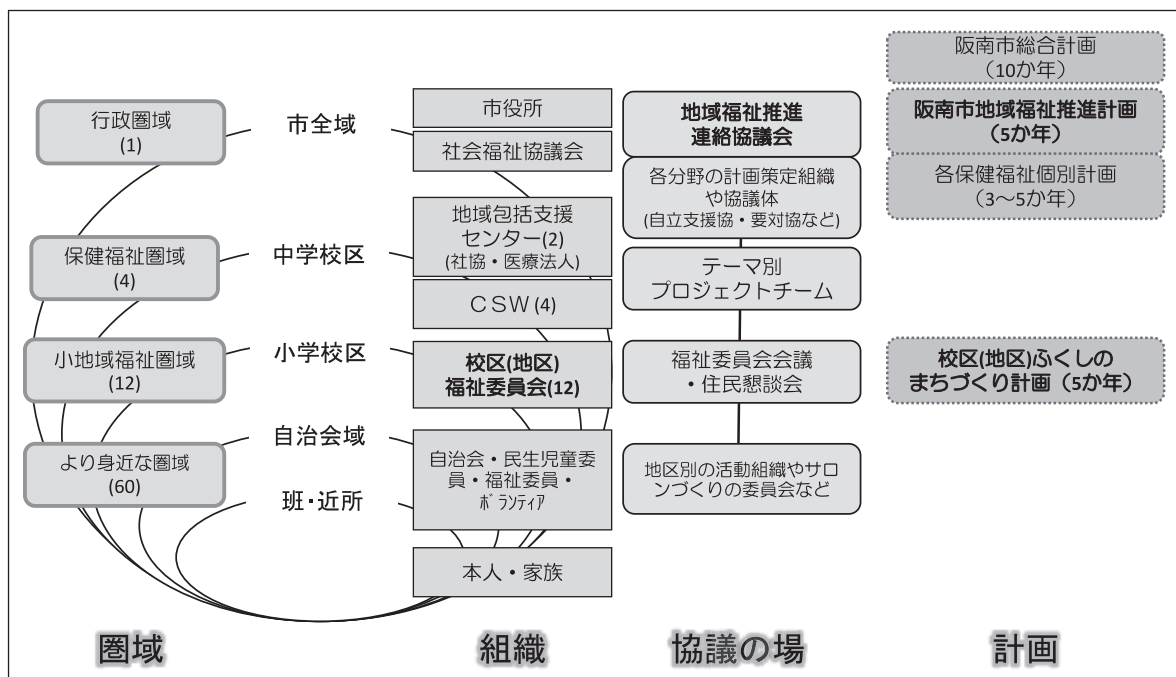 行政圏域
(1)
保健福祉圏域
(4)
小地域福祉圏域
(12)
より身近な圏域
(60)
圏域
市全域
中学校区
小学校区
自治会域
班・近所
市役所
社会福祉協議会
地域包括支援
センター(2)
(社協・医療法人)
ＣＳＷ(4)
校区(地区)
福祉委員会(12)
自治会・民生児童委
員・福祉委員・
ﾎﾞﾗﾝﾃｨｱ
本人・家族
組織
地域福祉推進
連絡協議会
各分野の計画策定組織
や協議体
(自立支援協・要対協など)
テーマ別
プロジェクトチーム
福祉委員会会議
・住民懇談会
地区別の活動組織やサロ
ンづくりの委員会など
協議の場
阪南市総合計画
（10か年）
阪南市地域福祉推進計画
（5か年）
各保健福祉個別計画
（3～5か年）
校区(地区)ふくしの
まちづくり計画（5か年）
計画